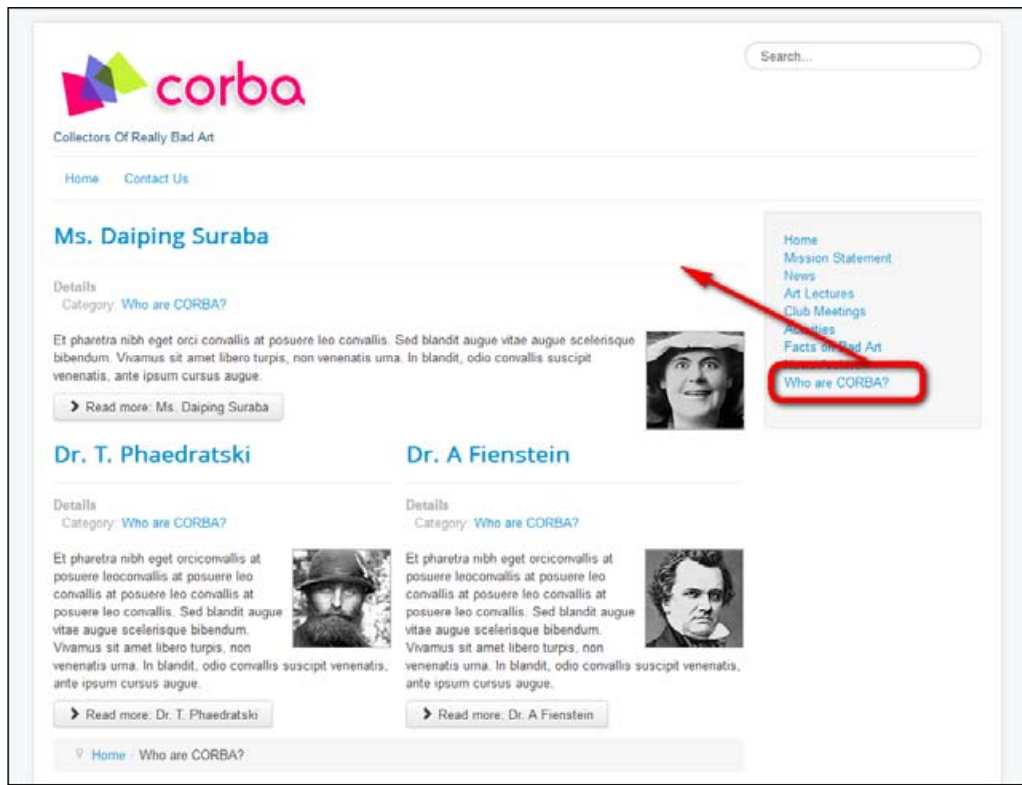 corba
Search...
Collectors Of Really Bad Art
Home Contact Us
Ms. Daiping Suraba
Details
Category: Who are CORBA?
Et pharetra nibh eget orci convallis at posuere leo convallis. Sed blandit augue vitae augue scelerisque
bibendum. Vivamus sit amet libero turpis, non venenatis urna. In blandit, odio convallis suscipit
venenatis, ante ipsum cursus augue.
Read more: Ms. Daiping Suraba
Home
Mission Statement
News
Art Lectures
Club Meetings
Activities
Facts on Bad Art
Who are CORBA?
Dr. T. Phaedratski
Details
Category: Who are CORBA?
Et pharetra nibh eget orciconvallis at
posuere leoconvallis at posuere leo
convallis at posuere leo convallis at
posuere leo convallis. Sed blandit augue
vitae augue scelerisque bibendum.
Vivamus sit amet libero turpis, non
venenatis urna. In blandit, odio convallis suscipit venenatis,
ante ipsum cursus augue.
Read more: Dr. T. Phaedratski
Dr. A Fienstein
Details
Category: Who are CORBA?
Et pharetra nibh eget orciconvallis at
posuere leoconvallis at posuere leo
convallis at posuere leo convallis at
posuere leo convallis. Sed blandit augue
vitae augue scelerisque bibendum.
Vivamus sit amet libero turpis, non
venenatis urna. In blandit, odio convallis suscipit venenatis,
ante ipsum cursus augue.
Read more: Dr. A Fienstein
Home / Who are CORBA?